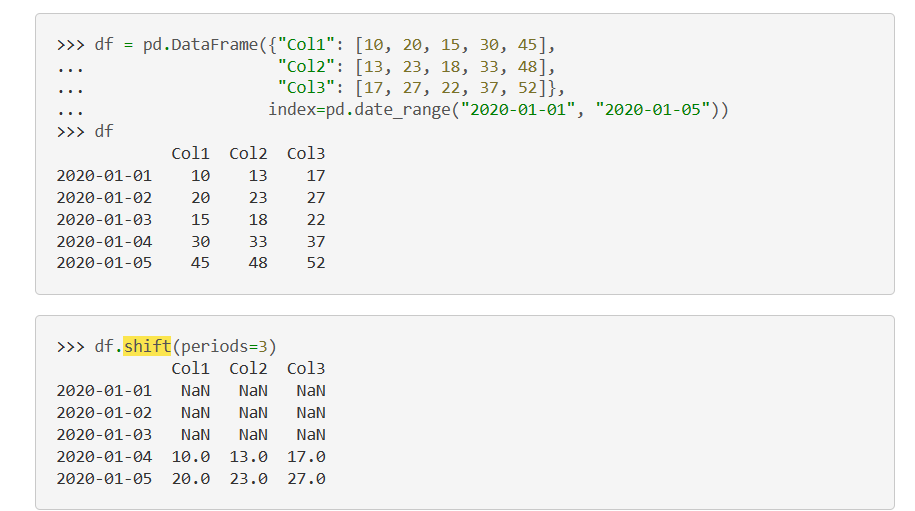 >>> df = pd.DataFrame({"Col1": [10, 20, 15, 30, 45],
...                    "Col2": [13, 23, 18, 33, 48],
...                    "Col3": [17, 27, 22, 37, 52]},
...                   index=pd.date_range("2020-01-01", "2020-01-05"))
>>> df
            Col1  Col2  Col3
2020-01-01    10    13    17
2020-01-02    20    23    27
2020-01-03    15    18    22
2020-01-04    30    33    37
2020-01-05    45    48    52
>>> df.shift(periods=3)
            Col1  Col2  Col3
2020-01-01   NaN   NaN   NaN
2020-01-02   NaN   NaN   NaN
2020-01-03   NaN   NaN   NaN
2020-01-04  10.0  13.0  17.0
2020-01-05  20.0  23.0  27.0